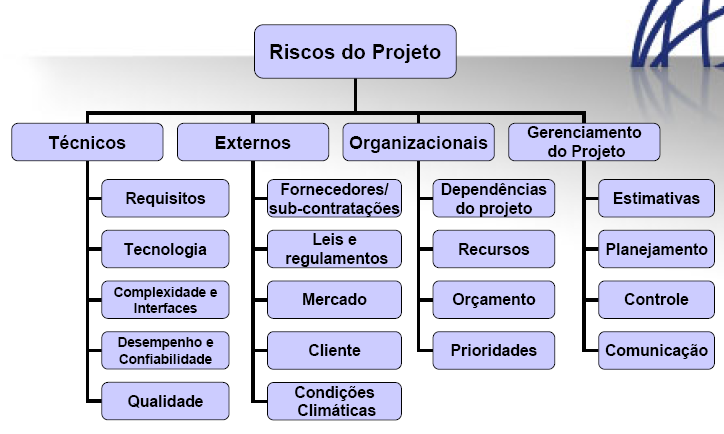 Riscos do Projeto
Técnicos
Externos
Organizacionais
Gerenciamento
do Projeto
Requisitos
Tecnologia
Complexidade e
Interfaces
Desempenho e
Confiabilidade
Qualidade
Fornecedores/
sub-contratações
Leis e
regulamentos
Mercado
Cliente
Condições
Climáticas
Dependências
do projeto
Recursos
Orçamento
Prioridades
Estimativas
Planejamento
Controle
Comunicação